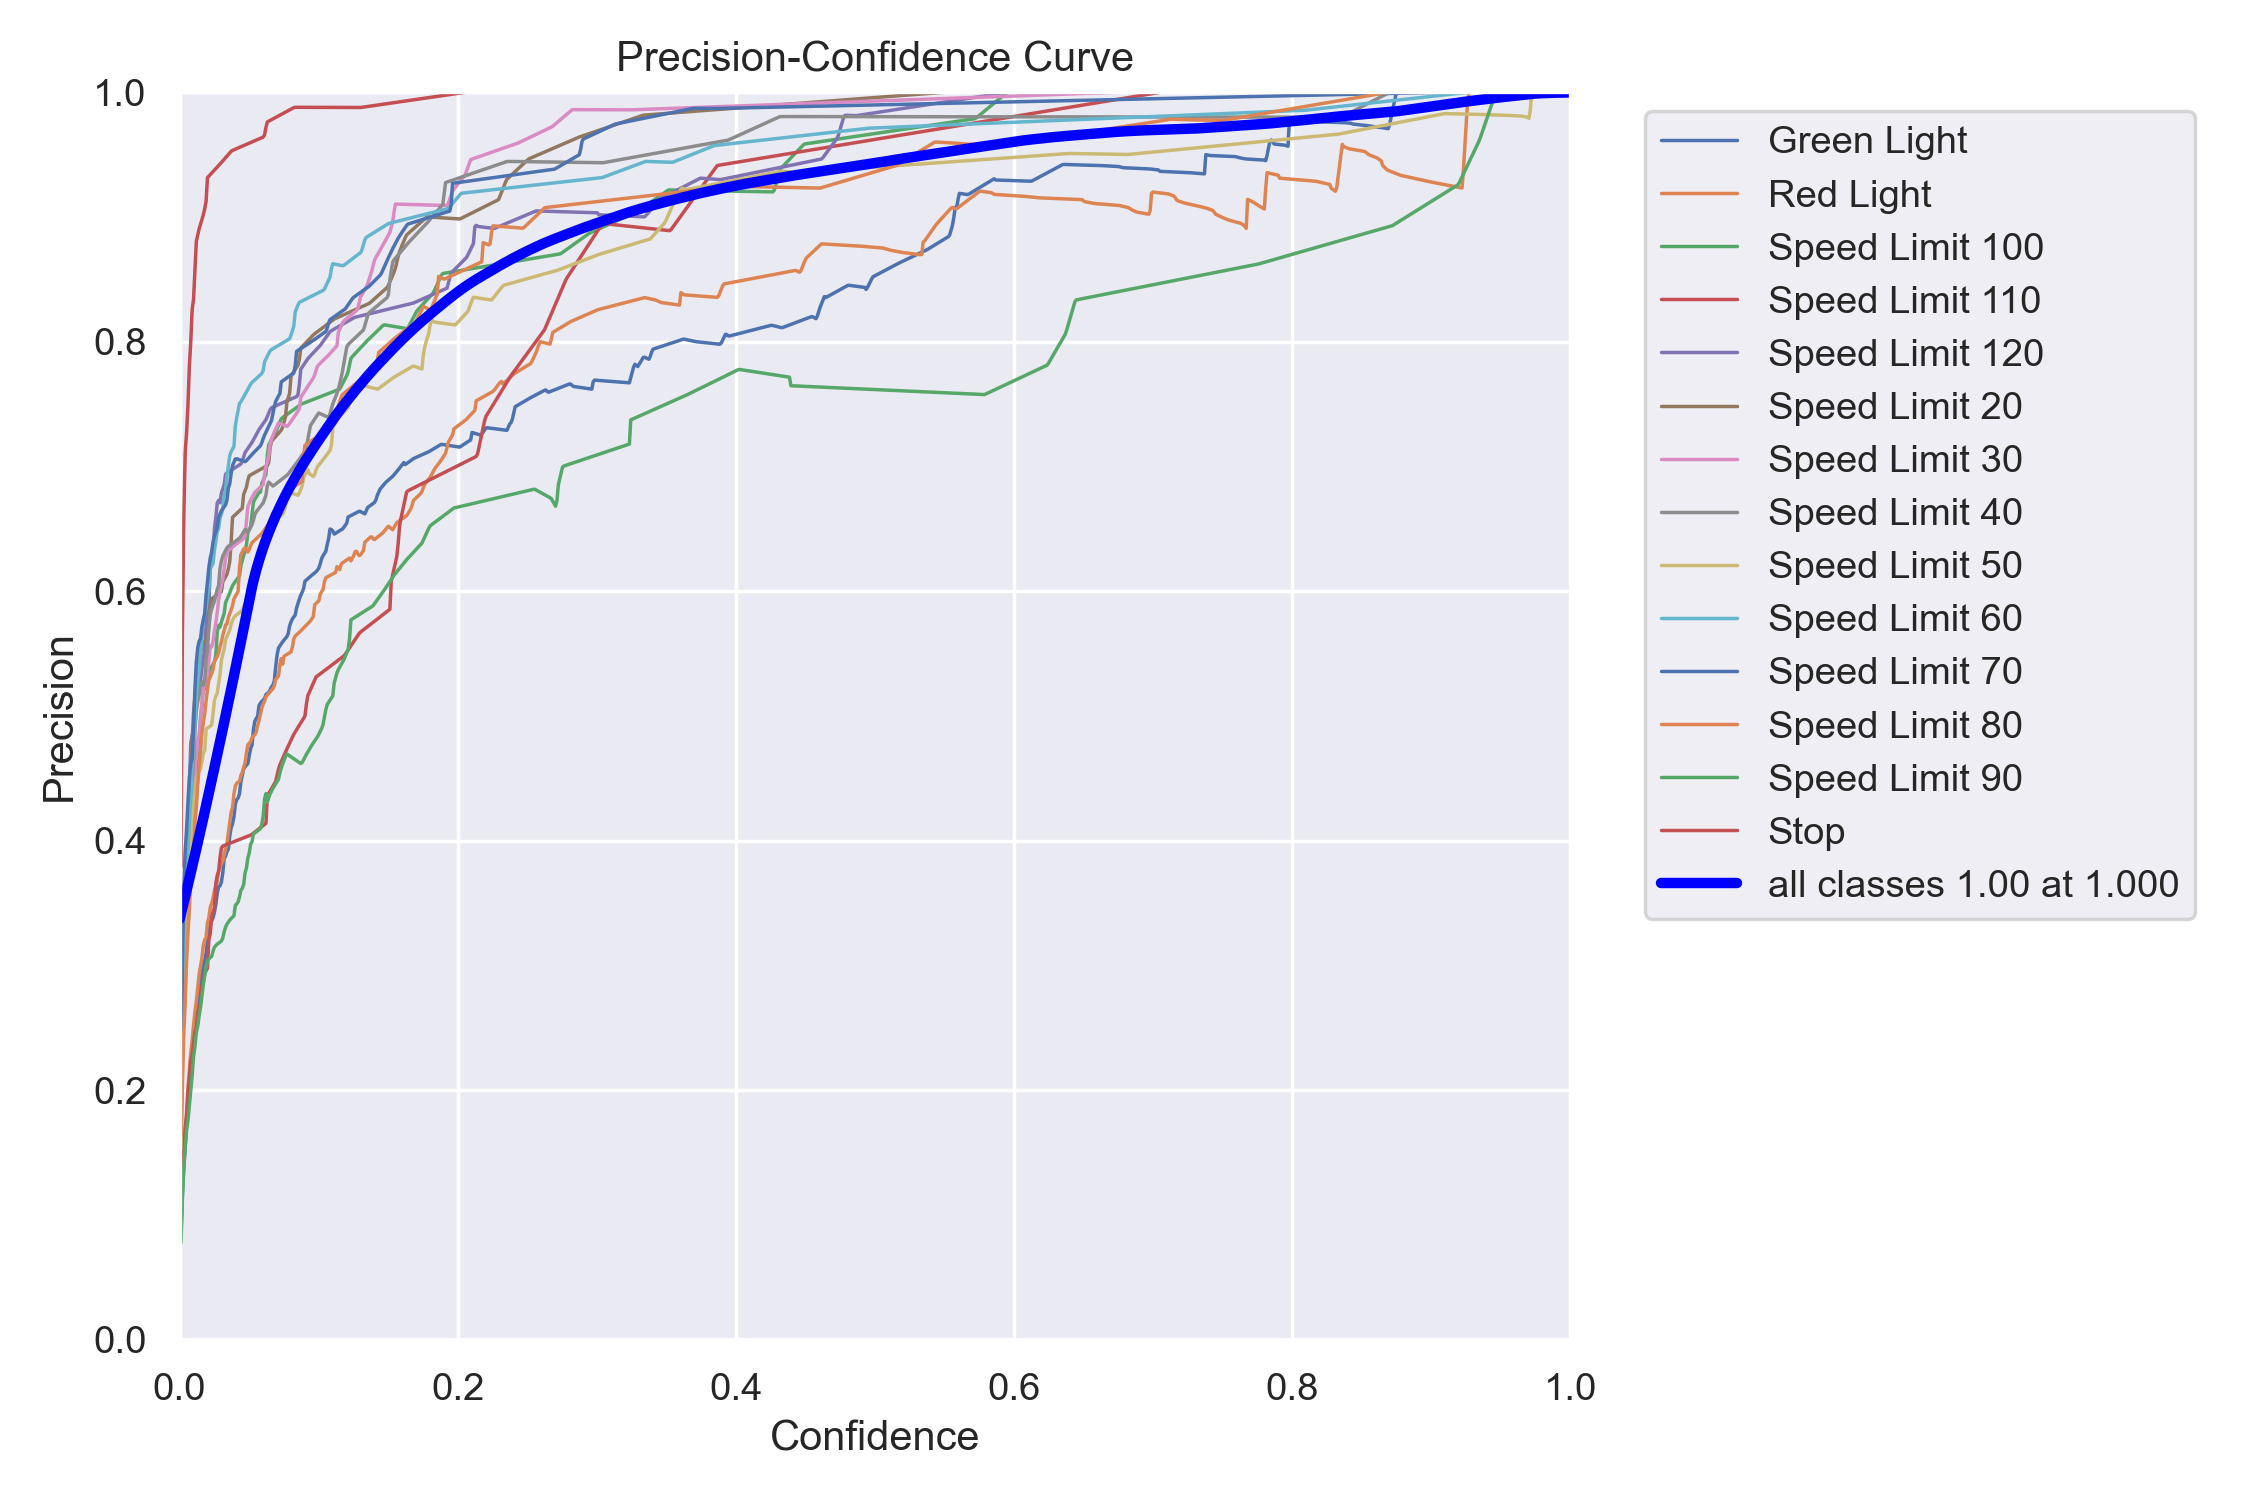 Precision-Confidence Curve
1.0
0.8
0.6
0.4
0.2
0.0
Precision
0.0 0.2 0.4 0.6 0.8 1.0
Confidence
Green Light
Red Light
Speed Limit 100
Speed Limit 110
Speed Limit 120
Speed Limit 20
Speed Limit 30
Speed Limit 40
Speed Limit 50
Speed Limit 60
Speed Limit 70
Speed Limit 80
Speed Limit 90
Stop
all classes 1.00 at 1.000